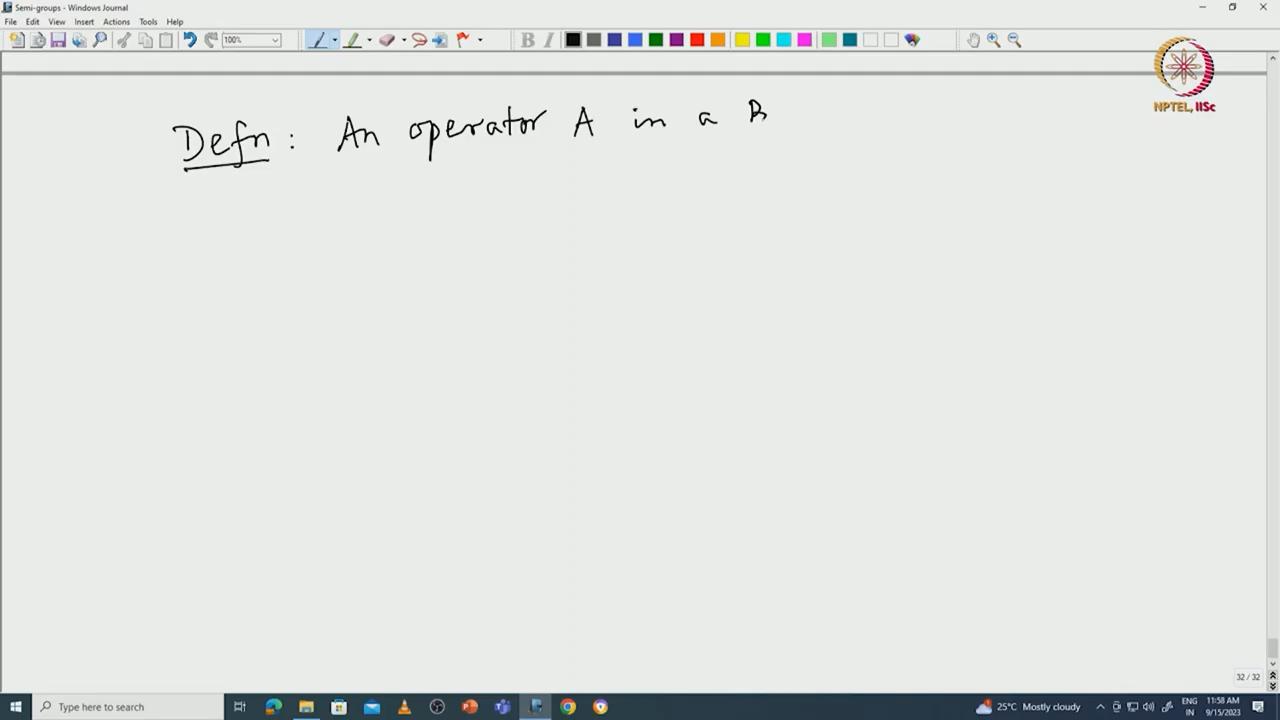 Semi-groups - Windows Journal
File Edit View Insert Actions Tools Help
100%
B I
NPTEL, IISc
Defn : An operator A in a B
32 / 32
Type here to search
25°C Mostly cloudy
ENG
IN
11:58 AM
9/15/2023